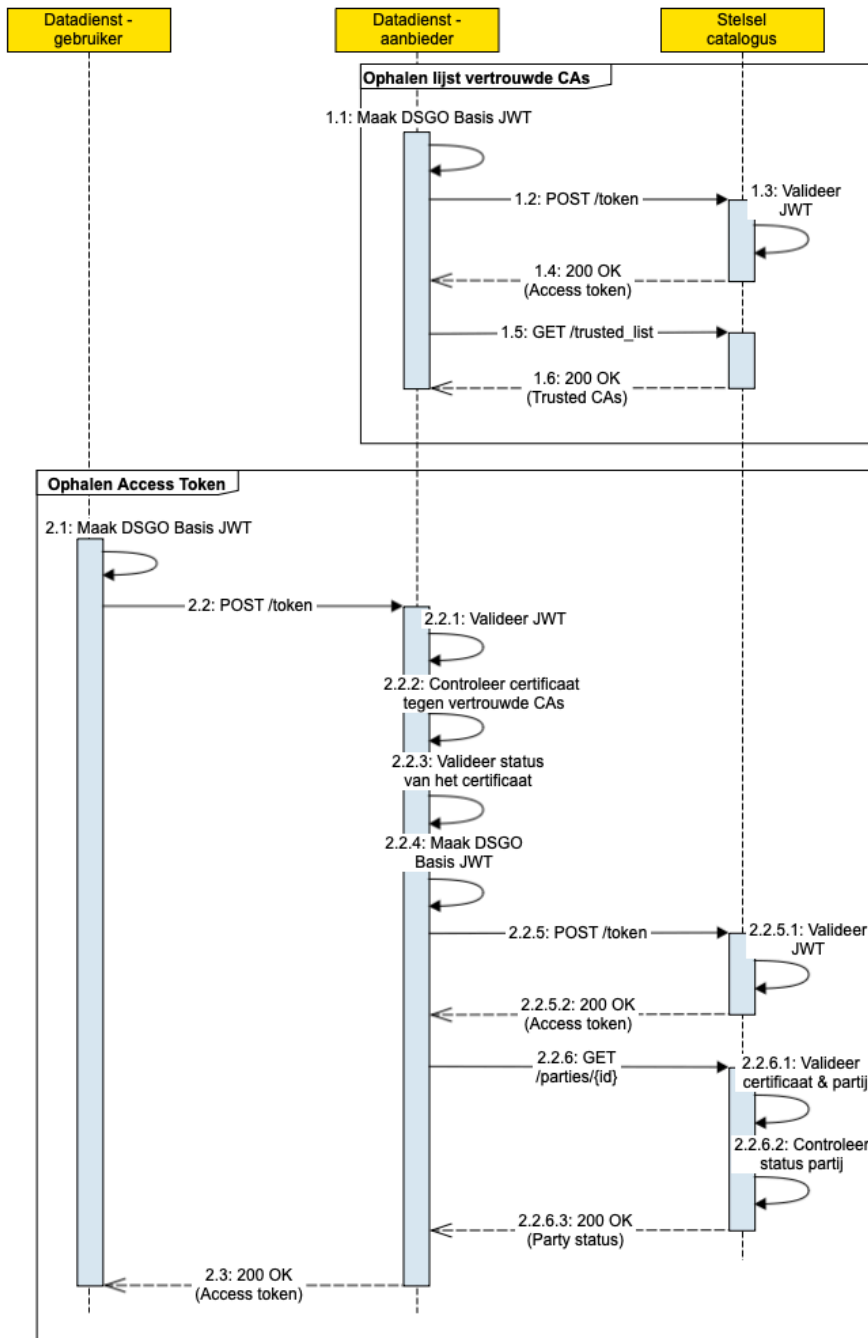 Datadienst -
gebruiker
Datadienst -
aanbieder
Stelsel
catalogus
Ophalen lijst vertrouwde CAs
1.1: Maak DSGO Basis JWT
1.2: POST /token
1.3: Valideer
JWT
1.4: 200 OK
(Access token)
1.5: GET /trusted_list
1.6: 200 OK
(Trusted CAs)
Ophalen Access Token
2.1: Maak DSGO Basis JWT
2.2: POST /token
2.2.1: Valideer JWT
2.2.2: Controleer certificaat
tegen vertrouwde CAs
2.2.3: Valideer status
van het certificaat
2.2.4: Maak DSGO
Basis JWT
2.2.5: POST /token
2.2.5.1: Valideer
JWT
2.2.5.2: 200 OK
(Access token)
2.2.6: GET
/parties/{id}
2.2.6.1: Valideer
certificaat & partij
2.2.6.2: Controleer
status partij
2.2.6.3: 200 OK
(Party status)
2.3: 200 OK
(Access token)